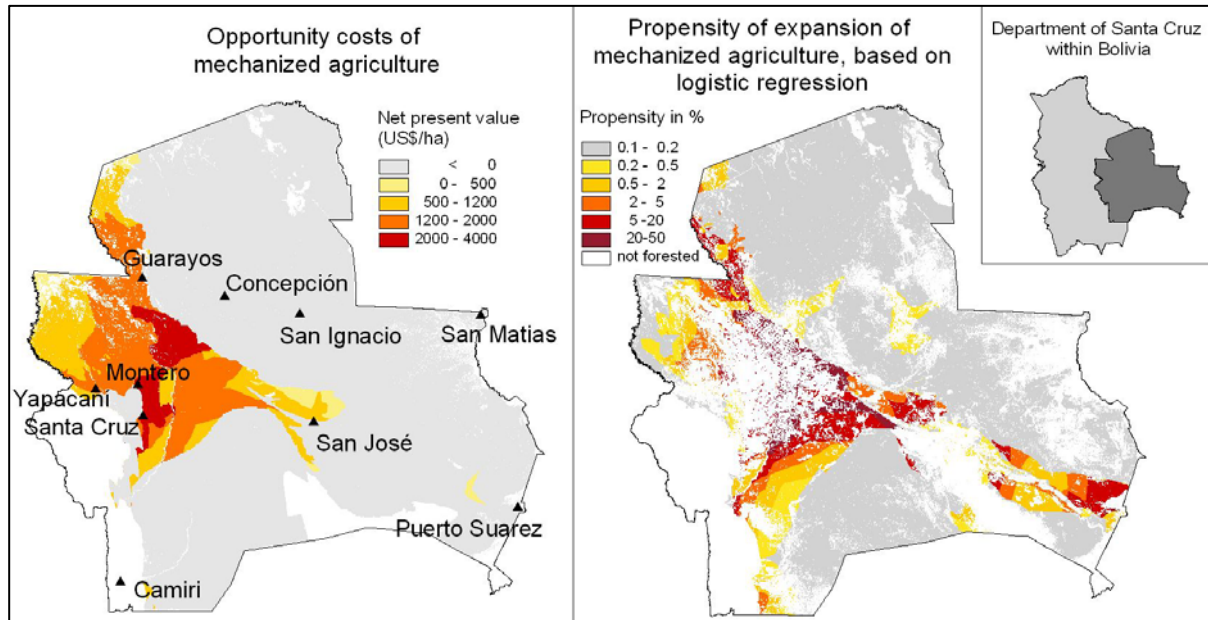 Opportunity costs of
mechanized agriculture
Net present value
(US$/ha)
< 0
0 - 500
500 - 1200
1200 - 2000
2000 - 4000
Guarayos
Concepción
San Ignacio
San Matias
Montero
Yapácaní
Santa Cruz
San José
Puerto Suarez
Camiri
Propensity of expansion of
mechanized agriculture, based on
logistic regression
Propensity in %
0.1 - 0.2
0.2 - 0.5
0.5 - 2
2 - 5
5 -20
20-50
not forested
Department of Santa Cruz
within Bolivia